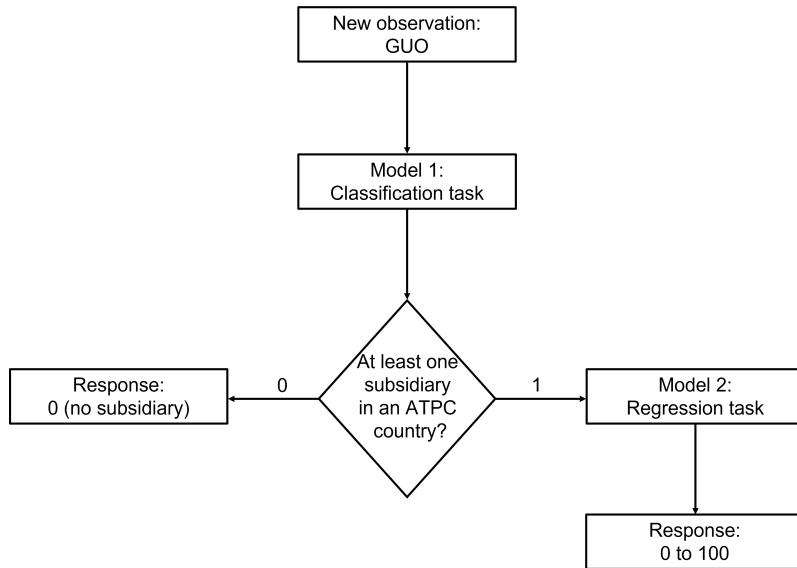 New observation:
GUO
Model 1:
Classification task
At least one
subsidiary
in an ATPC
country?
0
1
Response:
0 (no subsidiary)
Model 2:
Regression task
Response:
0 to 100